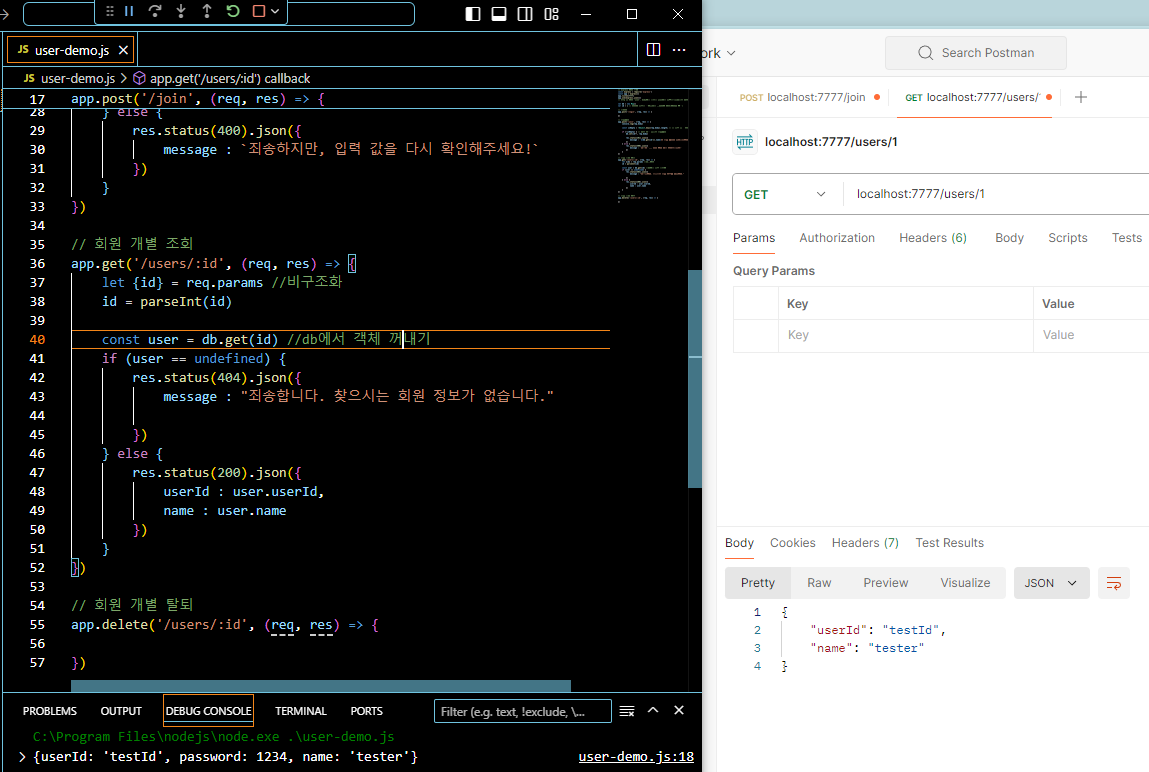 JS user-demo.js
JS user-demo.js > app.get('/users/:id') callback
17 app.post('/join', (req, res) => {
28 } else {
29 res.status(400).json({
30 message : `죄송하지만, 입력 값을 다시 확인해주세요!`
31 })
32 }
33 })
34
35 // 회원 개별 조회
36 app.get('/users/:id', (req, res) => {
37 let {id} = req.params //비구조화
38 id = parseInt(id)
39
40 const user = db.get(id) //db에서 객체 꺼내기
41 if (user == undefined) {
42 res.status(404).json({
43 message : "죄송합니다. 찾으시는 회원 정보가 없습니다."
44
45 })
46 } else {
47 res.status(200).json({
48 userId : user.userId,
49 name : user.name
50 })
51 }
52 })
53
54 // 회원 개별 탈퇴
55 app.delete('/users/:id', (req, res) => {
56
57 })
PROBLEMS OUTPUT DEBUG CONSOLE TERMINAL PORTS Filter (e.g. text, !exclude, \...
C:\Program Files\nodejs\node.exe .\user-demo.js
> {userId: 'testId', password: 1234, name: 'tester'} user-demo.js:18
ork Search Postman
POST localhost:7777/join GET localhost:7777/users/
HTTP localhost:7777/users/1
GET localhost:7777/users/1
Params Authorization Headers (6) Body Scripts Tests
Query Params
Key Value
Key Value
Body Cookies Headers (7) Test Results
Pretty Raw Preview Visualize JSON
1 {
2 "userId": "testId",
3 "name": "tester"
4 }